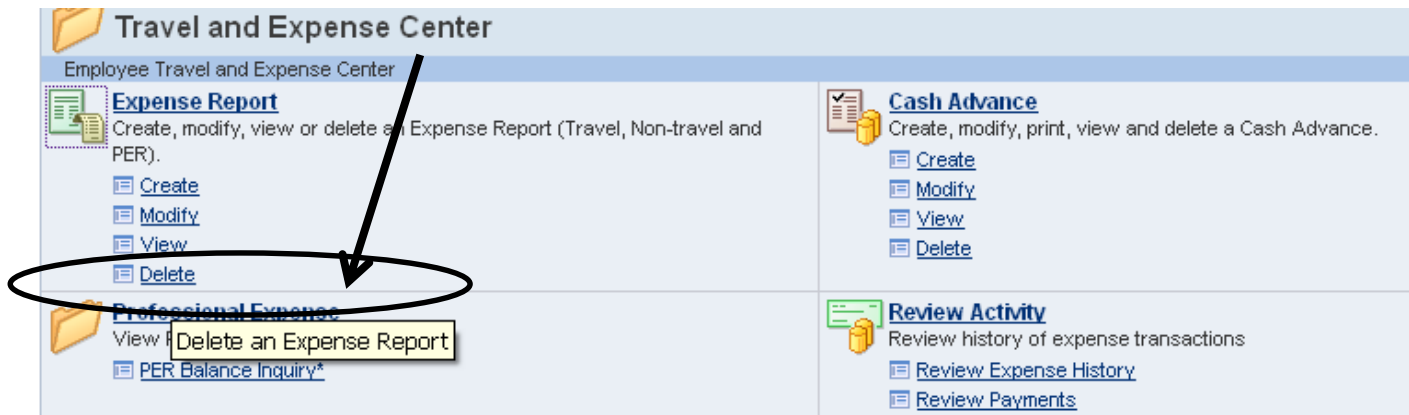 Travel and Expense Center
Employee Travel and Expense Center
Expense Report
Create, modify, view or delete an Expense Report (Travel, Non-travel and
PER).
Create
Modify
View
Delete
Cash Advance
Create, modify, print, view and delete a Cash Advance.
Create
Modify
View
Delete
Professional Expense
View
Delete an Expense Report
PER Balance Inquiry*
Review Activity
Review history of expense transactions
Review Expense History
Review Payments